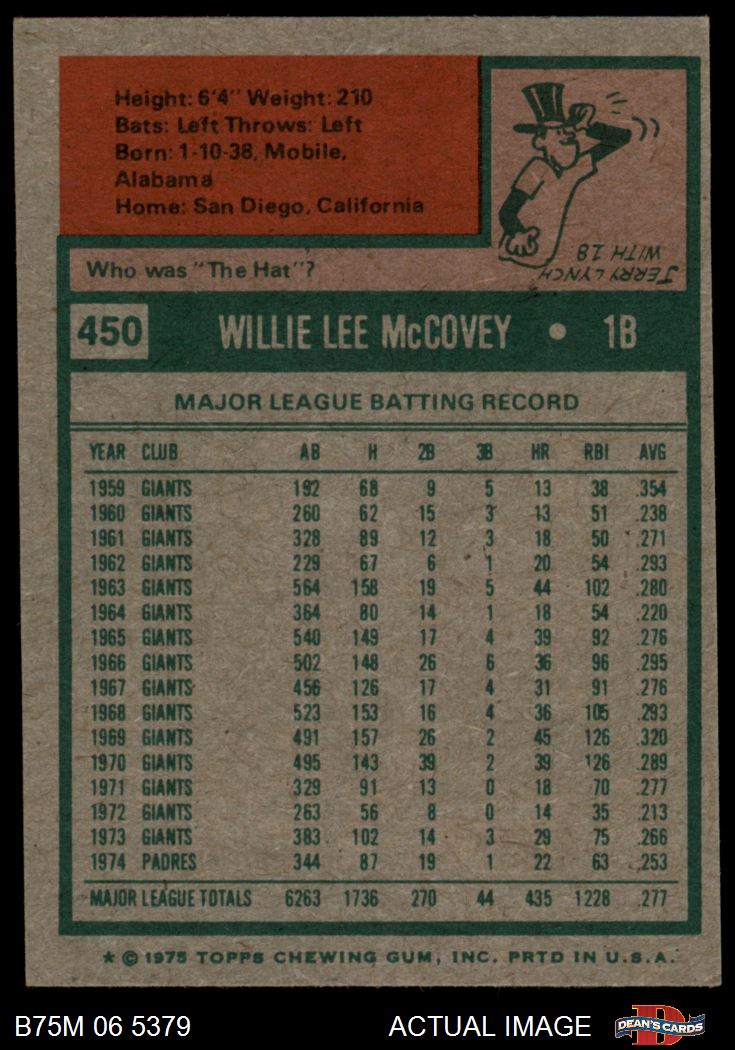 Height: 6'4" Weight: 210
Bats: Left Throws: Left
Born: 1-10-38, Mobile,
Alabama
Home: San Diego, California
JERRY LYNCH
WITH 18
Who was "The Hat"?
450 WILLIE LEE McCOVEY • 1B
MAJOR LEAGUE BATTING RECORD
YEAR CLUB AB H 2B 3B HR RBI AVG
1959 GIANTS 192 68 9 5 13 38 .354
1960 GIANTS 260 62 15 3 13 51 .238
1961 GIANTS 328 89 12 3 18 50 .271
1962 GIANTS 229 67 6 1 20 54 .293
1963 GIANTS 564 158 19 5 44 102 .280
1964 GIANTS 364 80 14 1 18 54 .220
1965 GIANTS 540 149 17 4 39 92 .276
1966 GIANTS 502 148 26 6 36 96 .295
1967 GIANTS 456 126 17 4 31 91 .276
1968 GIANTS 523 153 16 4 36 105 .293
1969 GIANTS 491 157 26 2 45 126 .320
1970 GIANTS 495 143 39 2 39 126 .289
1971 GIANTS 329 91 13 0 18 70 .277
1972 GIANTS 263 56 8 0 14 35 .213
1973 GIANTS 383 102 14 3 29 75 .266
1974 PADRES 344 87 19 1 22 63 .253
MAJOR LEAGUE TOTALS 6263 1736 270 44 435 1228 .277
* © 1975 TOPPS CHEWING GUM, INC. PRTD IN U.S.A.
B75M 06 5379 ACTUAL IMAGE
D
DEAN'S CARDS